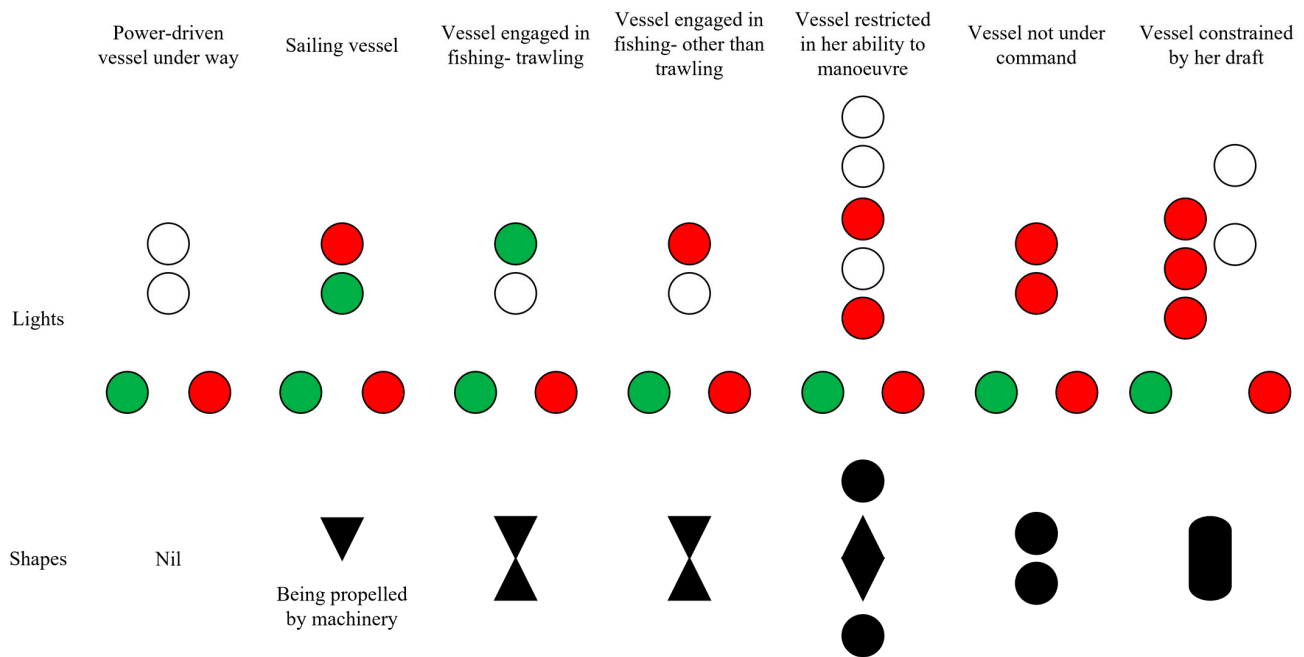 Power-driven
vessel under way
Sailing vessel
Vessel engaged in
fishing- trawling
Vessel engaged in
fishing- other than
trawling
Vessel restricted
in her ability to
manoeuvre
Vessel not under
command
Vessel constrained
by her draft
Lights
Shapes
Nil
Being propelled
by machinery